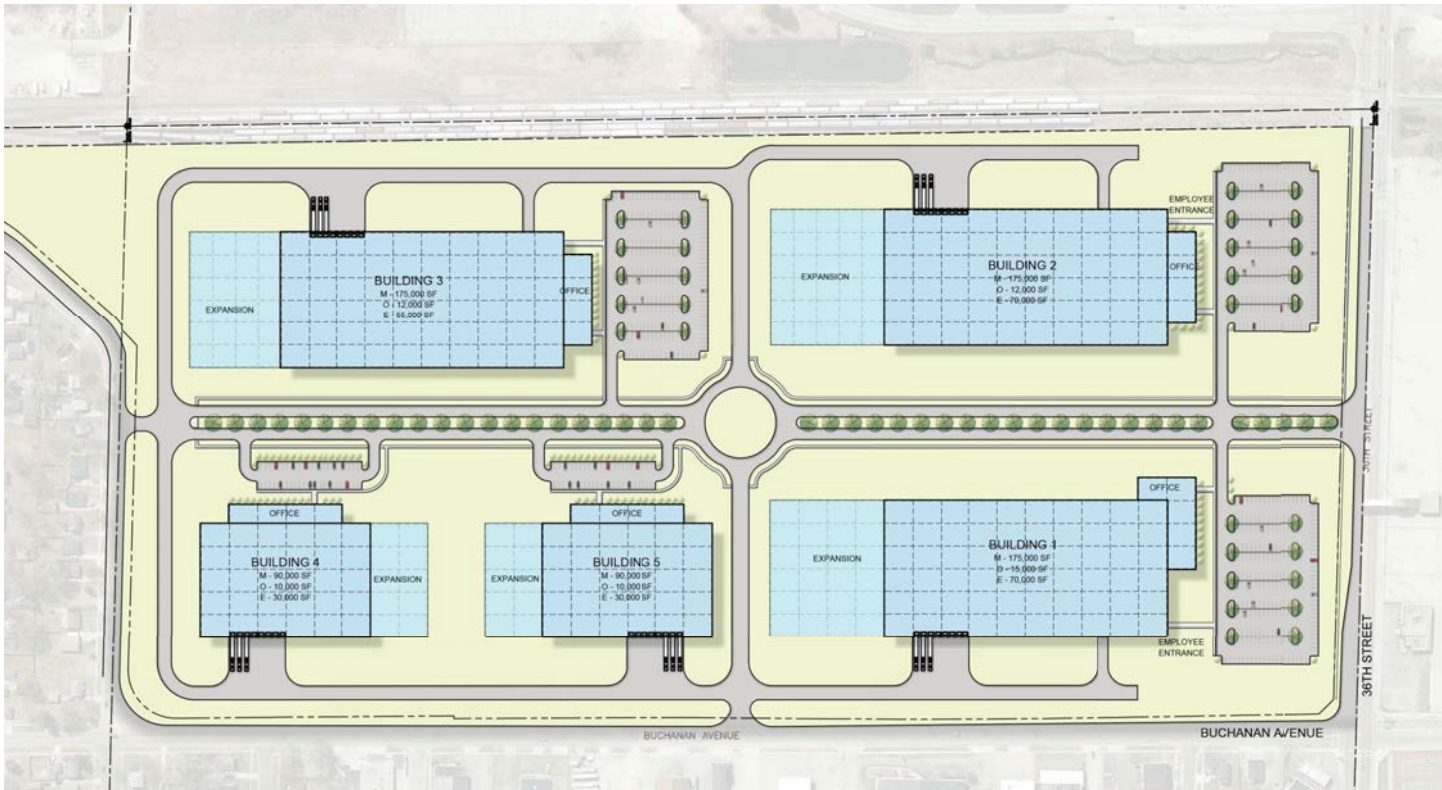 EMPLOYEE
ENTRANCE
BUILDING 2
M - 175,000 SF
O - 12,000 SF
E - 70,000 SF
EXPANSION
OFFICE
BUILDING 3
M - 175,000 SF
O - 12,000 SF
EXPANSION
OFFICE
36TH STREET
OFFICE
OFFICE
OFFICE
BUILDING 4
M - 90,000 SF
O - 10,000 SF
E - 30,000 SF
EXPANSION
EXPANSION
BUILDING 5
M - 90,000 SF
O - 10,000 SF
E - 30,000 SF
EXPANSION
BUILDING 1
M - 175,000 SF
O - 15,000 SF
E - 70,000 SF
EMPLOYEE
ENTRANCE
36TH STREET
BUCHANAN AVENUE
BUCHANAN AVENUE